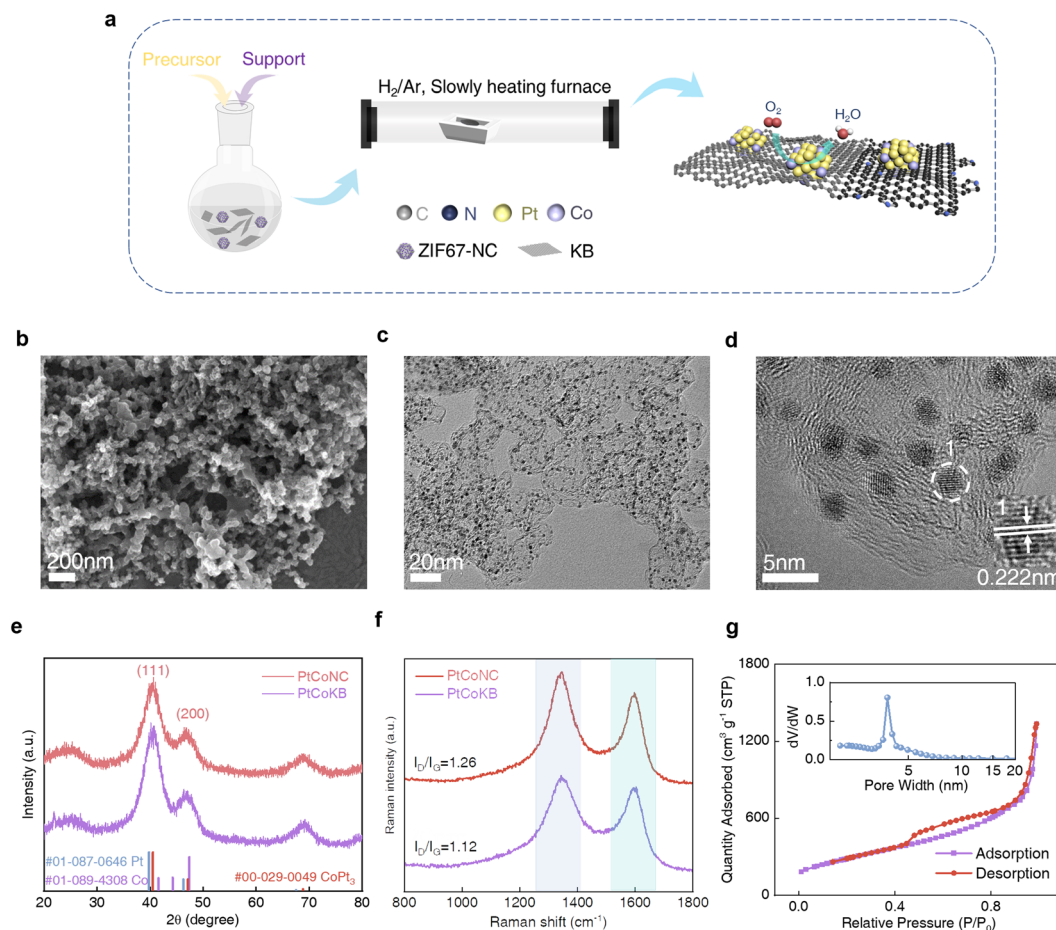 a
Precursor
Support
H₂/Ar, Slowly heating furnace
O₂
H₂O
C N Pt Co
ZIF67-NC KB
b
200nm
c
20nm
d
1
1
5nm
0.222nm
e
(111)
(200)
PtCoNC
PtCoKB
#01-087-0646 Pt
#01-089-4308 Co
#00-029-0049 CoPt₃
Intensity (a.u.)
20 30 40 50 60 70 80
2θ (degree)
f
PtCoNC
PtCoKB
I_D/I_G=1.26
I_D/I_G=1.12
Raman intensity (a.u.)
800 1000 1200 1400 1600 1800
Raman shift (cm⁻¹)
g
Quantity Adsorbed (cm³ g⁻¹ STP)
1800
1200
600
0
dV/dW
1.0
0.5
0.0
5 10 15 20
Pore Width (nm)
Adsorption
Desorption
0.0 0.4 0.8
Relative Pressure (P/P₀)